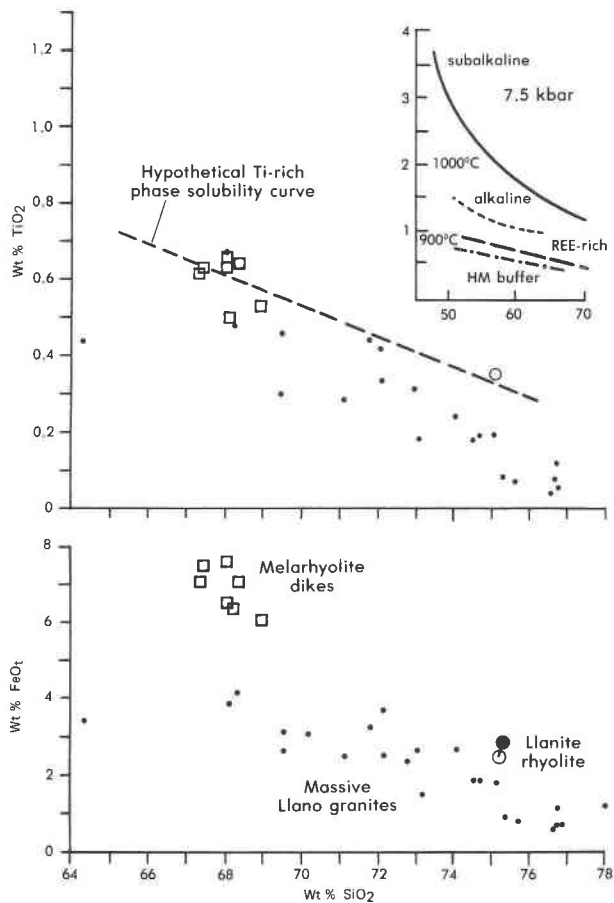 1,2
1,0
0,8
0,6
0,4
0,2
0
Wt % TiO2
Hypothetical Ti-rich
phase solubility curve
4
3
2
1
subalkaline
7.5 kbar
1000°C
alkaline
900°C
REE-rich
HM buffer
50
60
70
8
6
4
2
0
Wt % FeOt
Melarhyolite
dikes
Llanite
rhyolite
Massive
Llano granites
64
66
68
70
72
74
76
78
Wt % SiO2